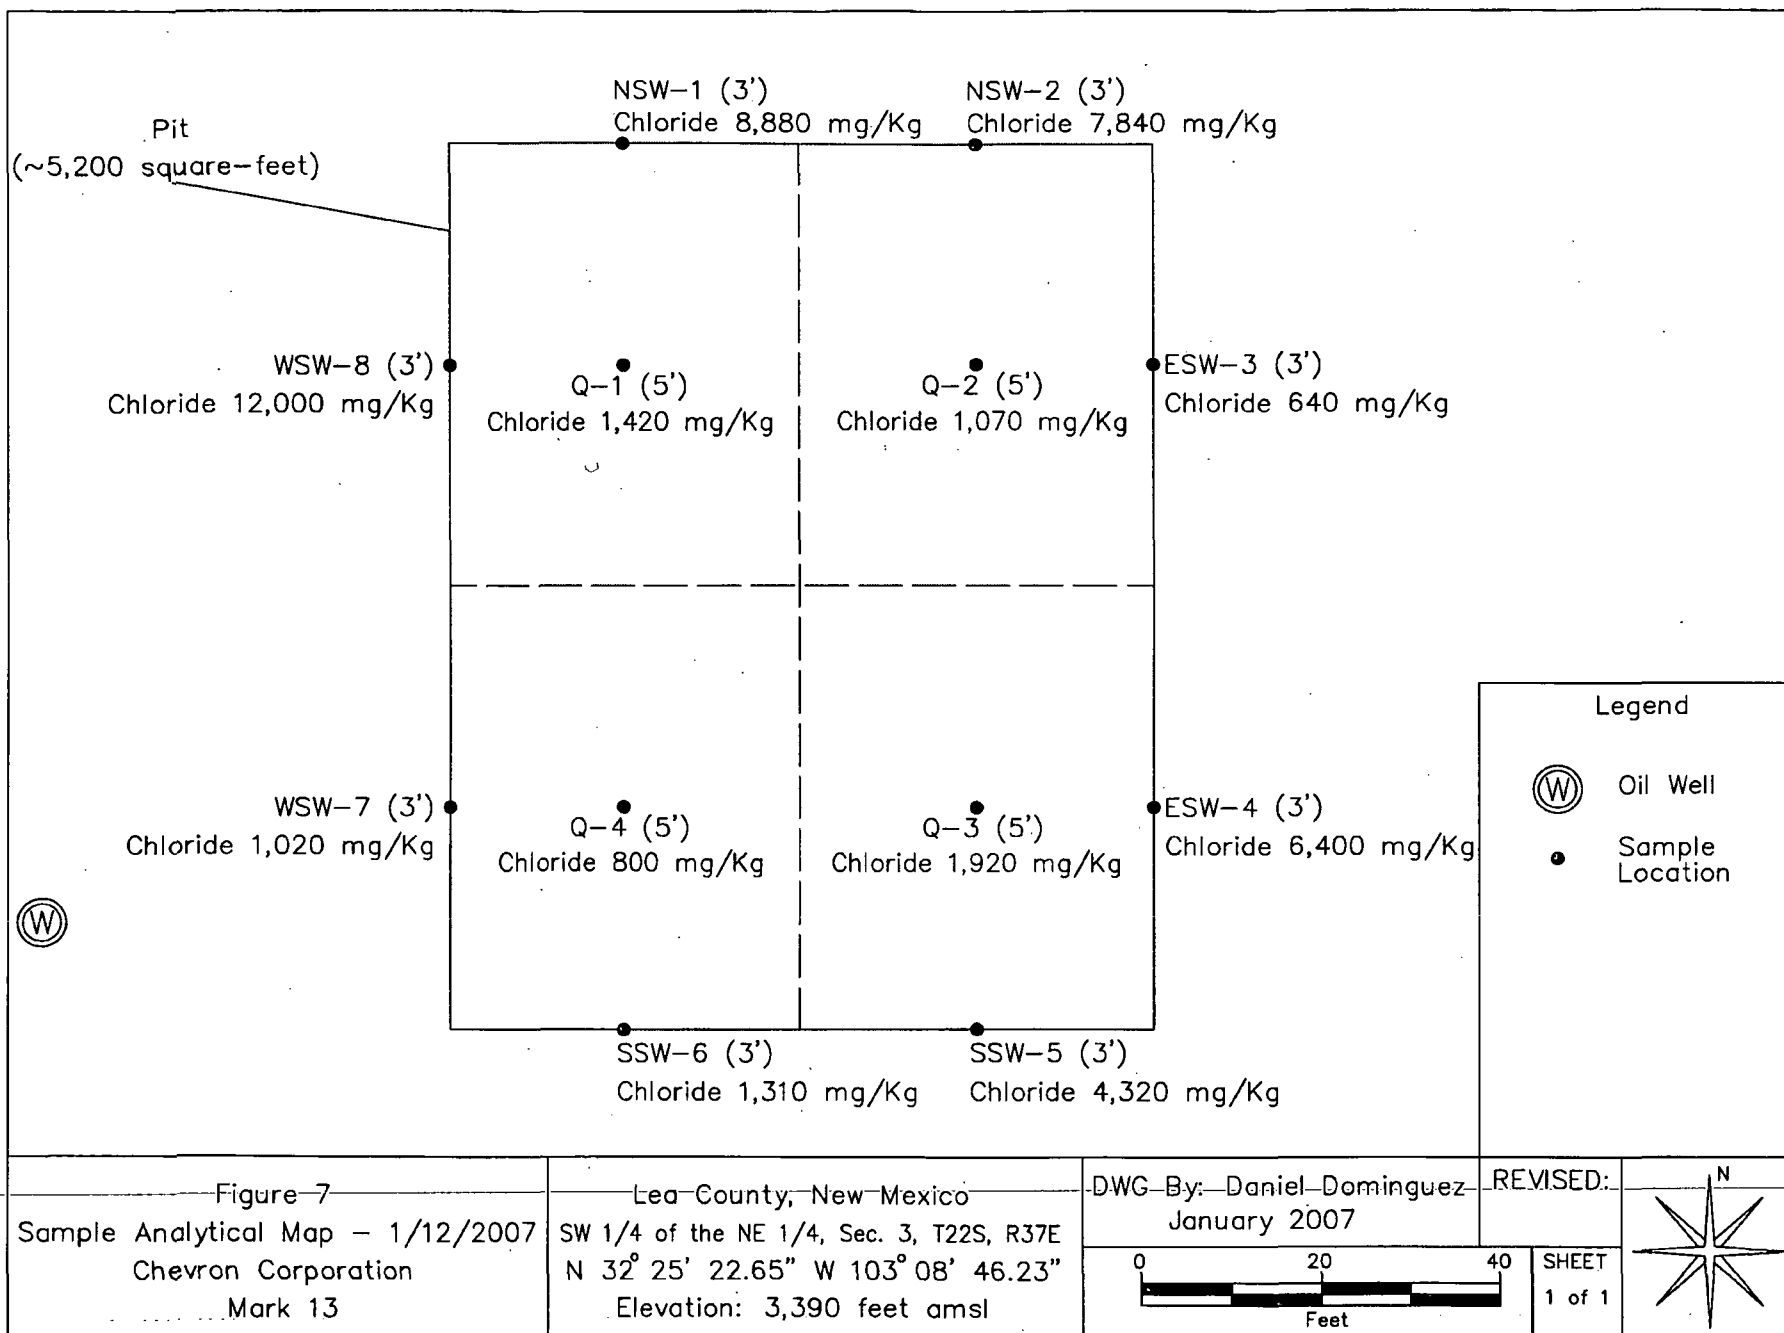 NSW-1 (3')
Chloride 8,880 mg/Kg
NSW-2 (3')
Chloride 7,840 mg/Kg
Pit
(~5,200 square-feet)
WSW-8 (3')
Chloride 12,000 mg/Kg
Q-1 (5')
Chloride 1,420 mg/Kg
Q-2 (5')
Chloride 1,070 mg/Kg
ESW-3 (3')
Chloride 640 mg/Kg
WSW-7 (3')
Chloride 1,020 mg/Kg
Q-4 (5')
Chloride 800 mg/Kg
Q-3 (5')
Chloride 1,920 mg/Kg
ESW-4 (3')
Chloride 6,400 mg/Kg
W
SSW-6 (3')
Chloride 1,310 mg/Kg
SSW-5 (3')
Chloride 4,320 mg/Kg
Legend
W Oil Well
Sample
Location
Figure 7
Sample Analytical Map - 1/12/2007
Chevron Corporation
Mark 13
Lea County, New Mexico
SW 1/4 of the NE 1/4, Sec. 3, T22S, R37E
N 32° 25' 22.65" W 103° 08' 46.23"
Elevation: 3,390 feet amsl
DWG By: Daniel Dominguez
January 2007
REVISED:
0 20 40
Feet
SHEET
1 of 1
N